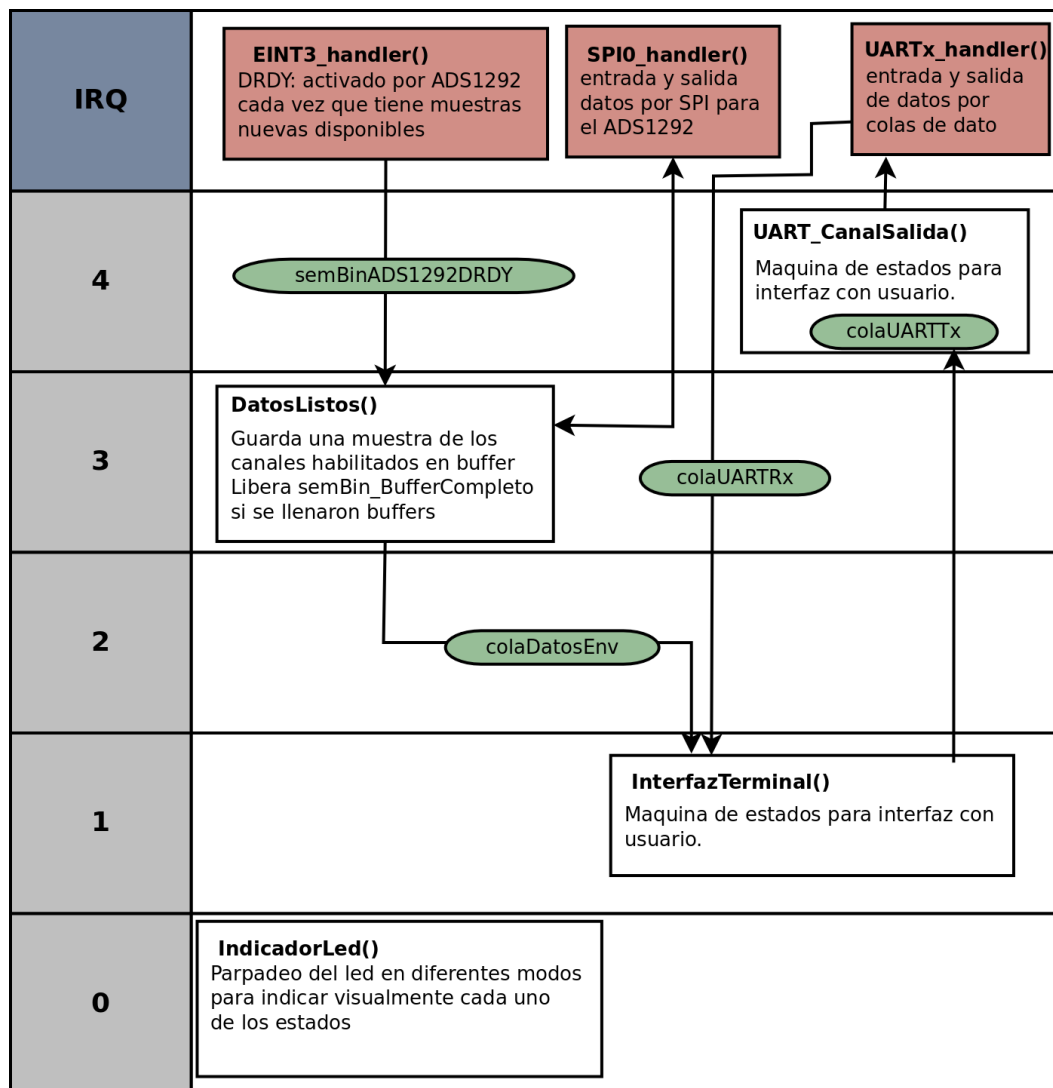 IRQ
EINT3_handler()
DRDY: activado por ADS1292
cada vez que tiene muestras
nuevas disponibles
SPI0_handler()
entrada y salida
datos por SPI para
el ADS1292
UARTx_handler()
entrada y salida
de datos por
colas de dato
4
semBinADS1292DRDY
UART_CanalSalida()
Maquina de estados para
interfaz con usuario.
colaUARTTx
3
DatosListos()
Guarda una muestra de los
canales habilitados en buffer
Libera semBin_BufferCompleto
si se llenaron buffers
colaUARTRx
2
colaDatosEnv
1
InterfazTerminal()
Maquina de estados para interfaz con
usuario.
0
IndicadorLed()
Parpadeo del led en diferentes modos
para indicar visualmente cada uno
de los estados